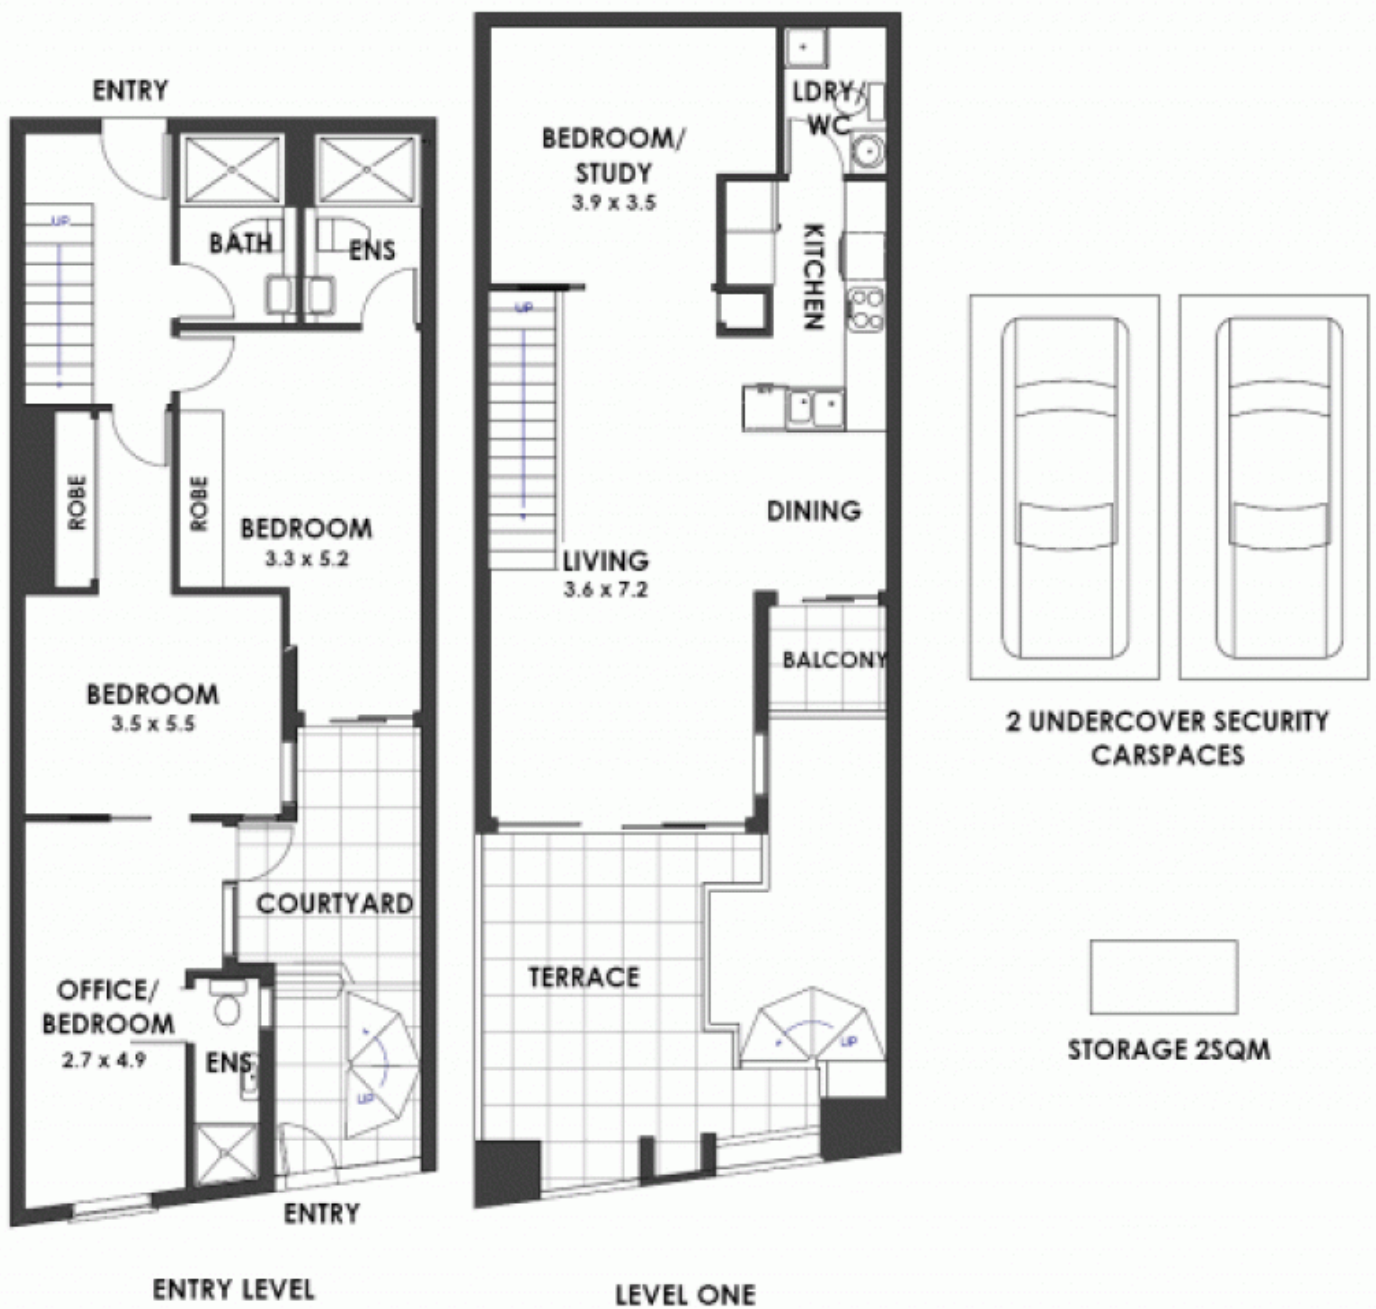 ENTRY
UP
BATH
ENS
ROBE
ROBE
BEDROOM
3.3 x 5.2
BEDROOM
3.5 x 5.5
COURTYARD
OFFICE/
BEDROOM
2.7 x 4.9
ENS
UP
ENTRY
ENTRY LEVEL
BEDROOM/
STUDY
3.9 x 3.5
LDRY/
WC
KITCHEN
UP
DINING
LIVING
3.6 x 7.2
BALCONY
TERRACE
UP
LEVEL ONE
2 UNDERCOVER SECURITY
CARSPACES
STORAGE 2SQM